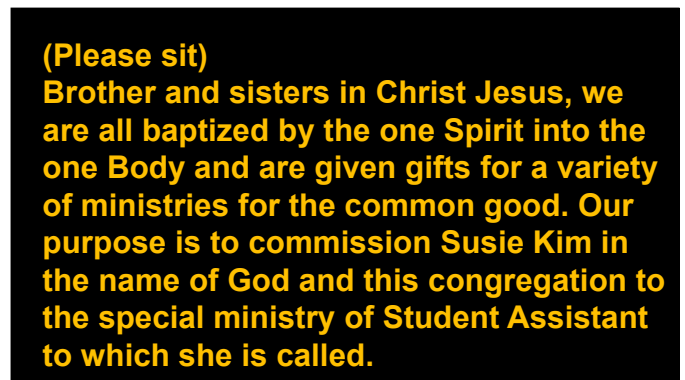 (Please sit)
Brother and sisters in Christ Jesus, we
are all baptized by the one Spirit into the
one Body and are given gifts for a variety
of ministries for the common good. Our
purpose is to commission Susie Kim in
the name of God and this congregation to
the special ministry of Student Assistant
to which she is called.